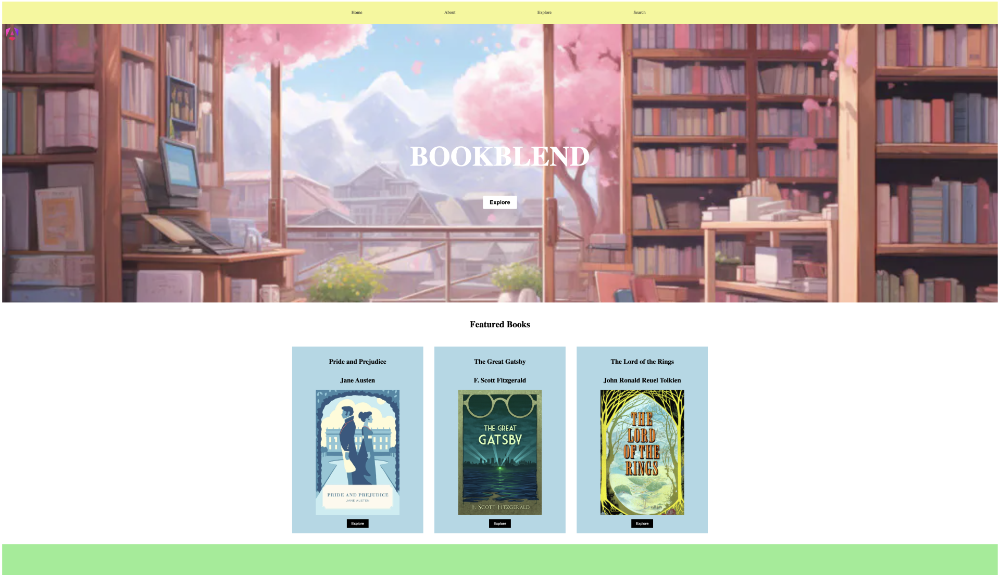 Home About Explore Search
BOOKBLEND
Explore
Featured Books
Pride and Prejudice
Jane Austen
PRIDE AND PREJUDICE
JANE AUSTEN
Explore
The Great Gatsby
F. Scott Fitzgerald
THE GREAT
GATSBY
F. SCOTT FITZGERALD
Explore
The Lord of the Rings
John Ronald Reuel Tolkien
THE
LORD
OF THE
RINGS
Explore